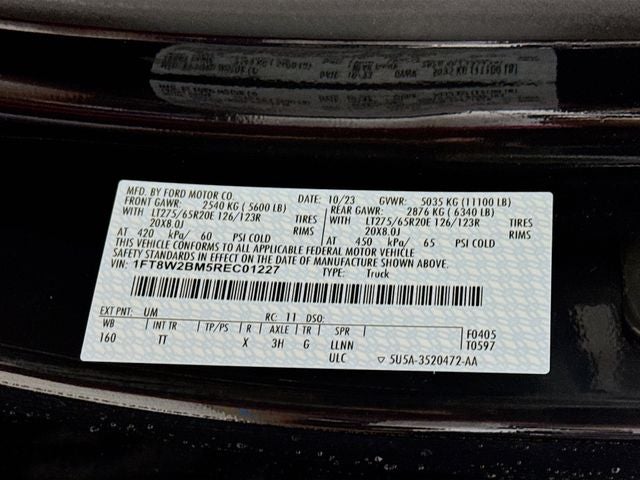 MFD. BY FORD MOTOR CO. DATE: 10/23 GVWR: 5035 KG (11100 LB)
FRONT GAWR: 2540 KG (5600 LB) REAR GAWR: 2876 KG (6340 LB)
WITH LT275/65R20E 126/123R TIRES WITH LT275/65R20E 126/123R TIRES
20X8.0J RIMS 20X8.0J RIMS
AT 420 kPa/ 60 PSI COLD AT 450 kPa/ 65 PSI COLD
THIS VEHICLE CONFORMS TO ALL APPLICABLE FEDERAL MOTOR VEHICLE
SAFETY STANDARDS IN EFFECT ON THE DATE OF MANUFACTURE SHOWN ABOVE.
VIN: 1FT8W2BM5REC01227 TYPE: Truck
EXT PNT: UM RC: 11 DSO:
WB INT TR TP/PS R AXLE TR SPR F0405
160 TT X 3H G LLNN T0597
ULC 5U5A-3520472-AA